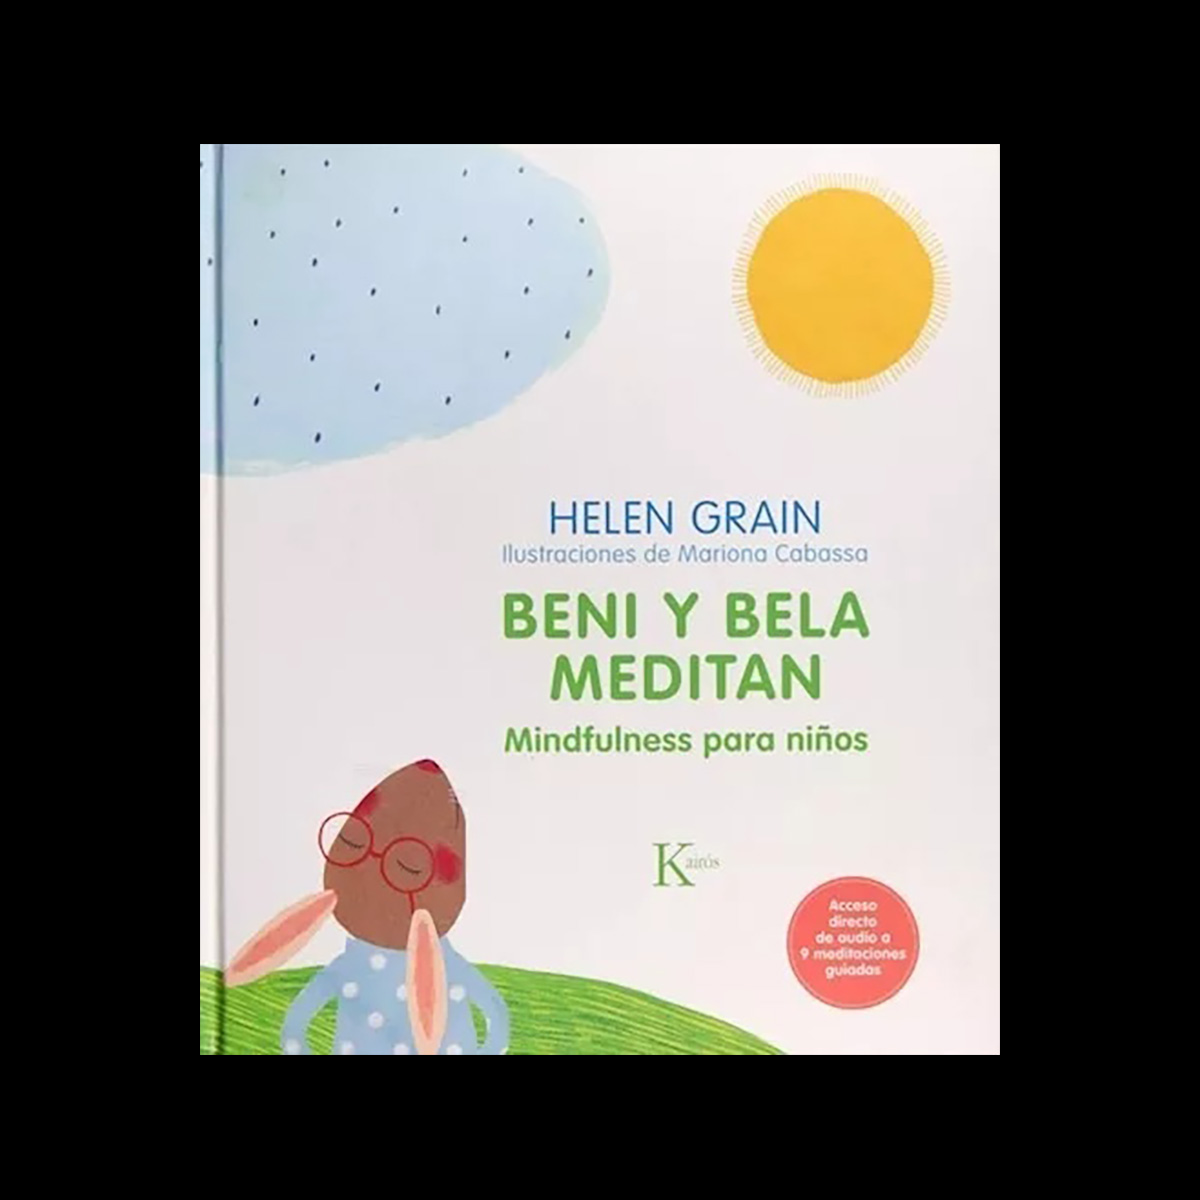 HELEN GRAIN
Ilustraciones de Mariona Cabassa
BENI Y BELA
MEDITAN
Mindfulness para niños
Kairós
Acceso
directo
de audio a
9 meditaciones
guiadas